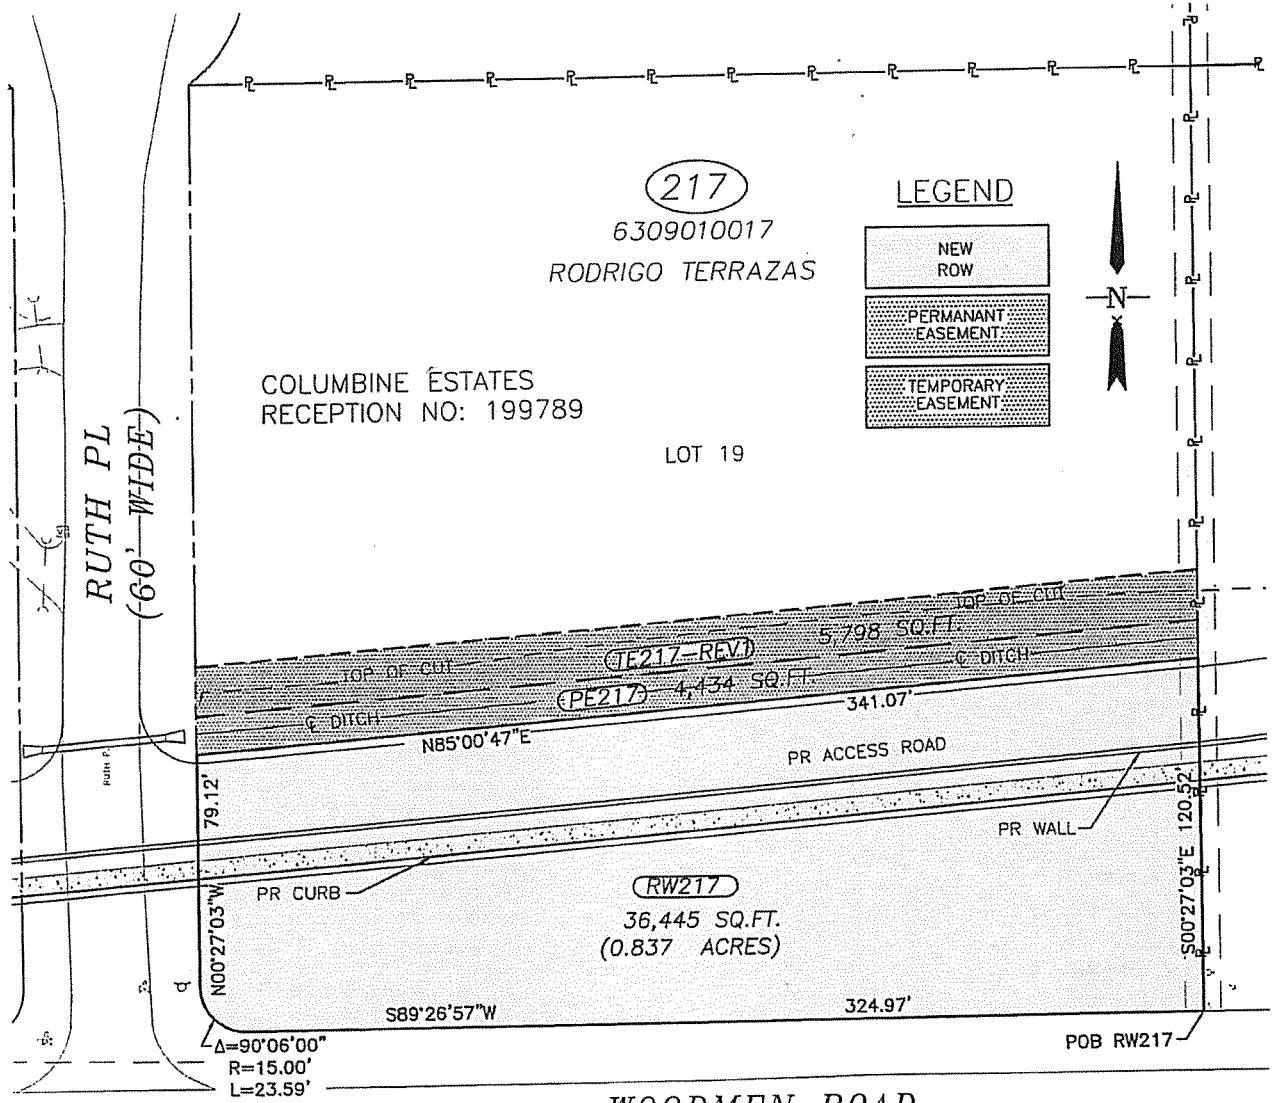 217
6309010017
RODRIGO TERRAZAS
LEGEND
NEW
ROW
PERMANANT
EASEMENT
TEMPORARY
EASEMENT
N
COLUMBINE ESTATES
RECEPTION NO: 199789
LOT 19
RUTH PL
(60' WIDE)
TOP OF CUT
5,798 SQ.FT.
TE217-REV1
TOP OF CUT
℄ DITCH
PE217
4,434 SQ.FT.
℄ DITCH
341.07'
N85°00'47"E
RUTH P
PR ACCESS ROAD
79.12'
S00°27'03"E 120.52'
PR WALL
PR CURB
RW217
36,445 SQ.FT.
(0.837 ACRES)
N00°27'03"W
S89°26'57"W
324.97'
Δ=90°06'00"
R=15.00'
L=23.59'
POB RW217
WOODMEN ROAD